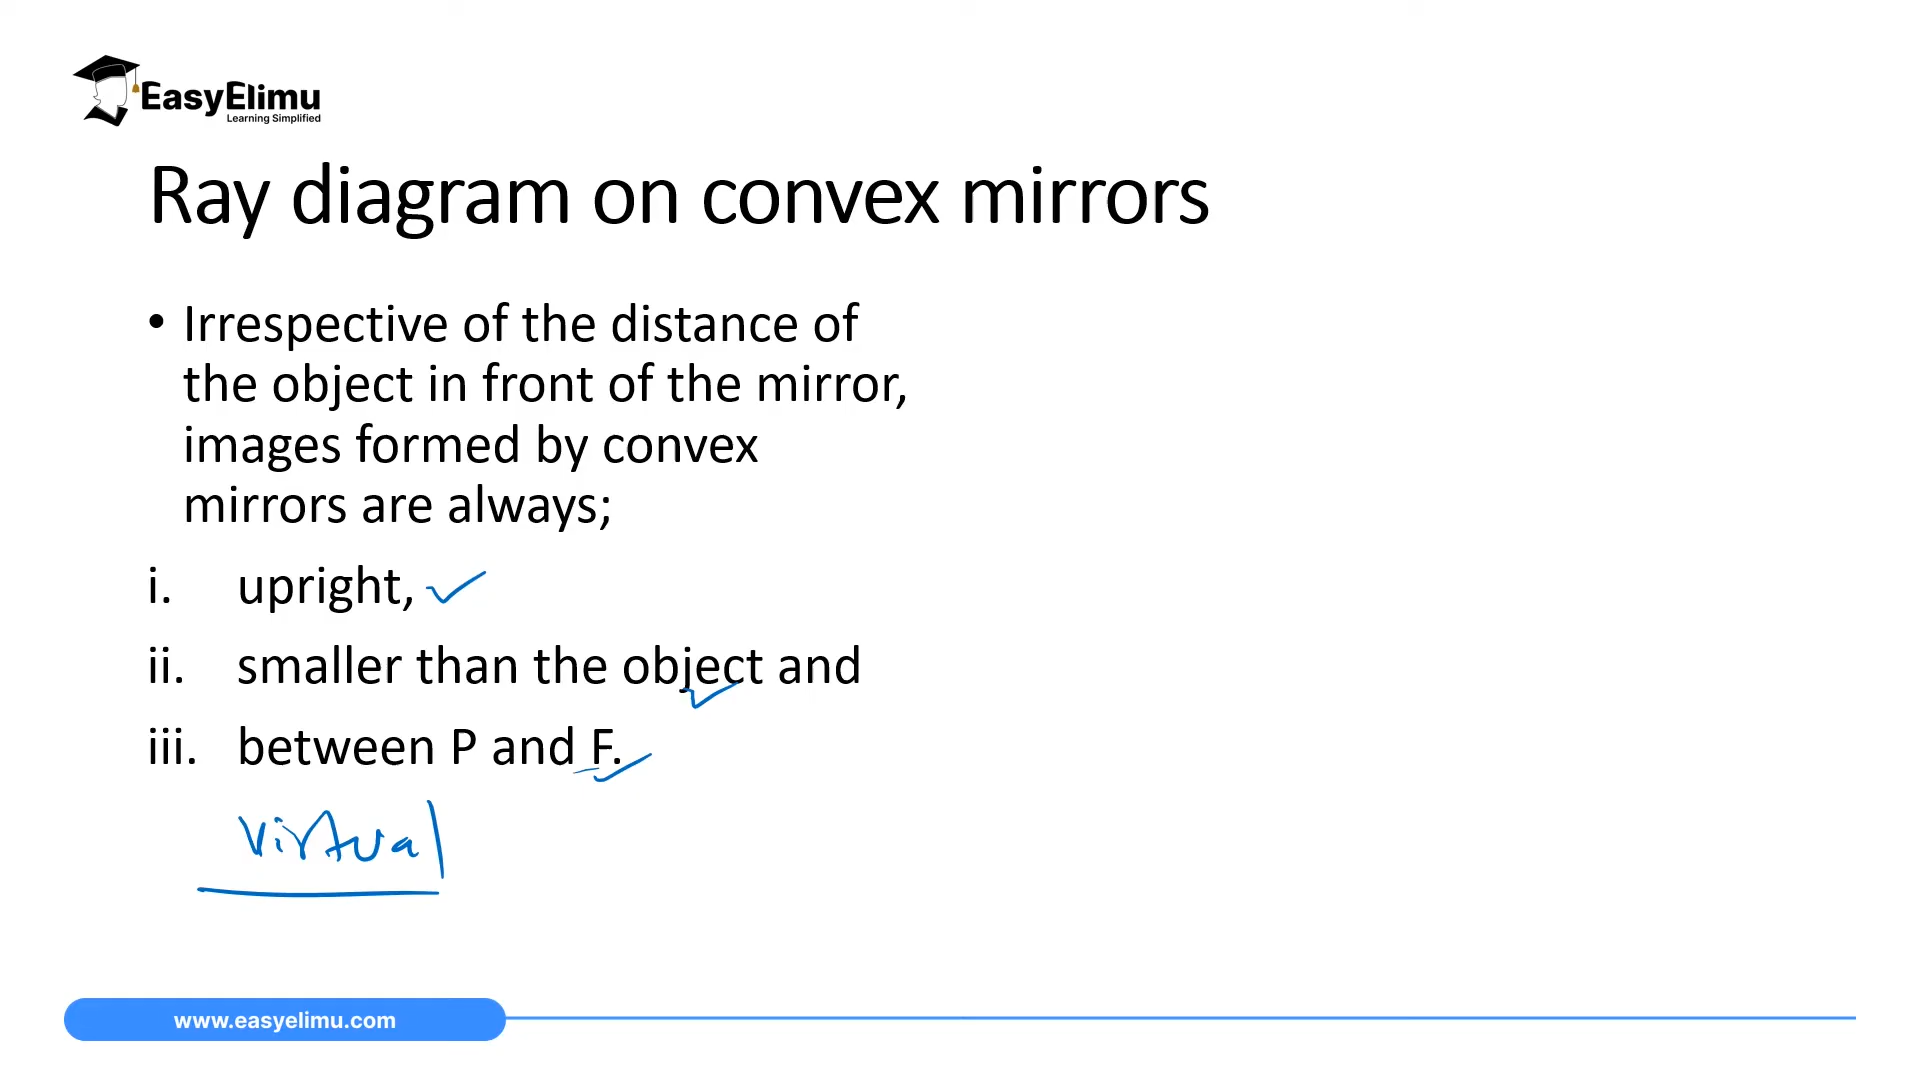 EasyElimu
Learning Simplified
Ray diagram on convex mirrors
• Irrespective of the distance of
the object in front of the mirror,
images formed by convex
mirrors are always;
i. upright,
ii. smaller than the object and
iii. between P and F.
virtual
www.easyelimu.com